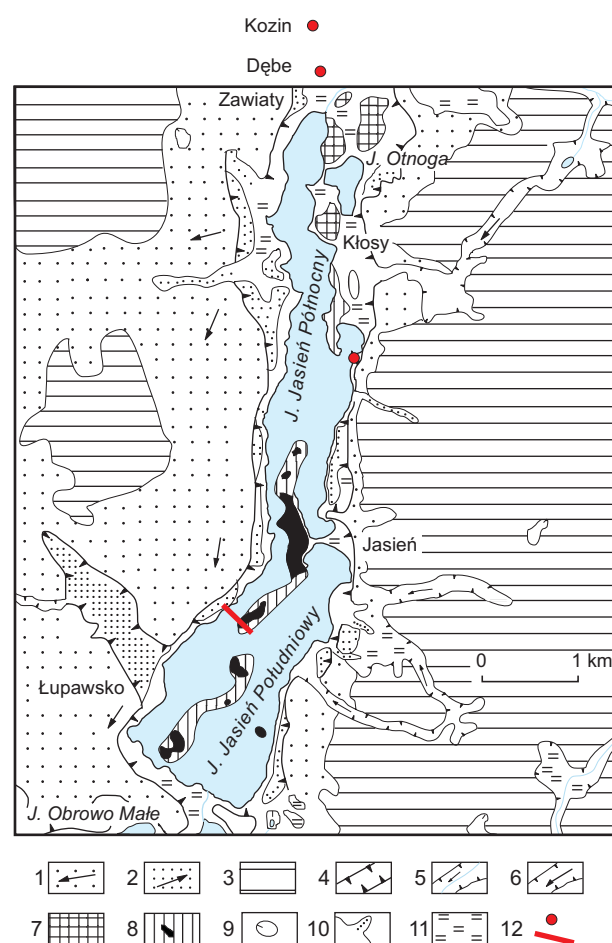 Kozin
Dębe
Zawiaty
J. Otnoga
Kłosy
J. Jasień Północny
Jasień
0 1 km
Łupawsko
J. Jasień Południowy
J. Obrowo Małe
1 2 3 4 5 6
7 8 9 10 11 12